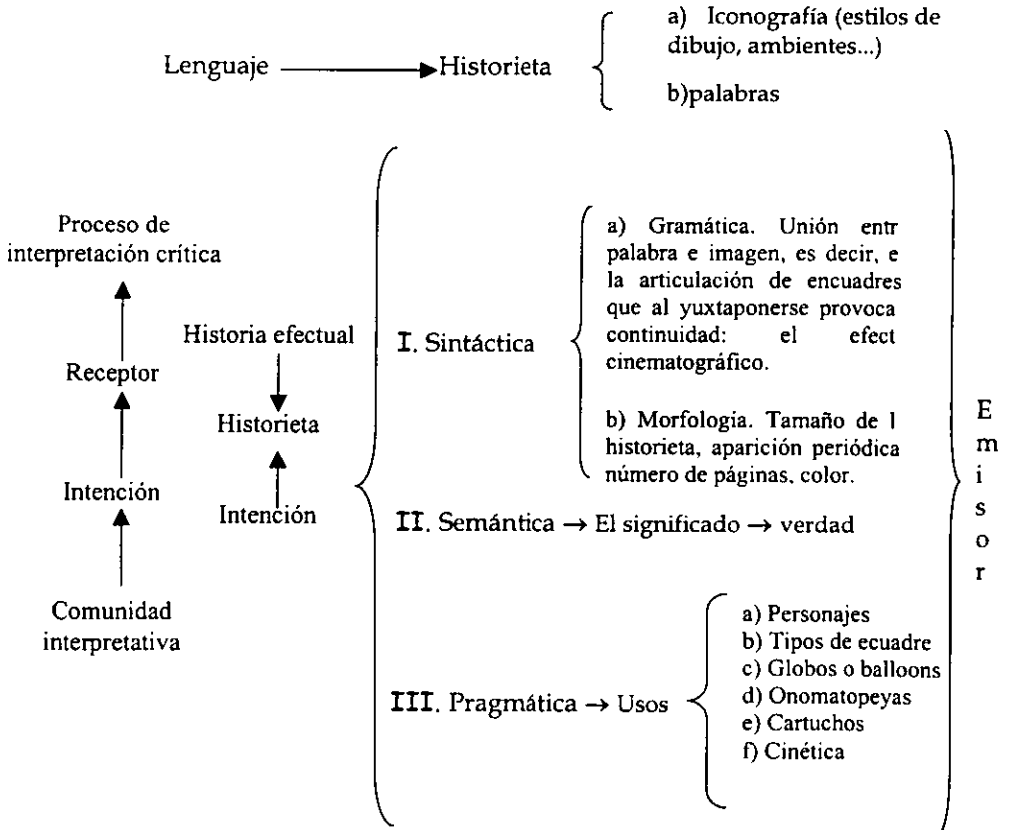 Lenguaje → Historieta
a) Iconografía (estilos de
dibujo, ambientes...)
b)palabras
Proceso de
interpretación crítica
Receptor
Intención
Comunidad
interpretativa
Historia efectual
Historieta
Intención
I. Sintáctica
a) Gramática. Unión entr
palabra e imagen, es decir, e
la articulación de encuadres
que al yuxtaponerse provoca
continuidad: el efect
cinematográfico.
b) Morfología. Tamaño de l
historieta, aparición periódica
número de páginas, color.
II. Semántica → El significado → verdad
III. Pragmática → Usos
a) Personajes
b) Tipos de ecuadre
c) Globos o balloons
d) Onomatopeyas
e) Cartuchos
f) Cinética
E
m
i
s
o
r